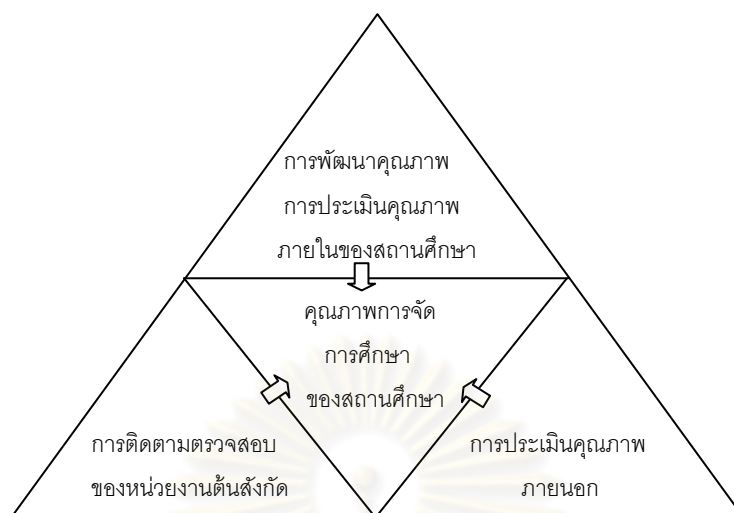 การพัฒนาคุณภาพ
การประเมินคุณภาพ
ภายในของสถานศึกษา
คุณภาพการจัด
การศึกษา
ของสถานศึกษา
การติดตามตรวจสอบ
ของหน่วยงานต้นสังกัด
การประเมินคุณภาพ
ภายนอก